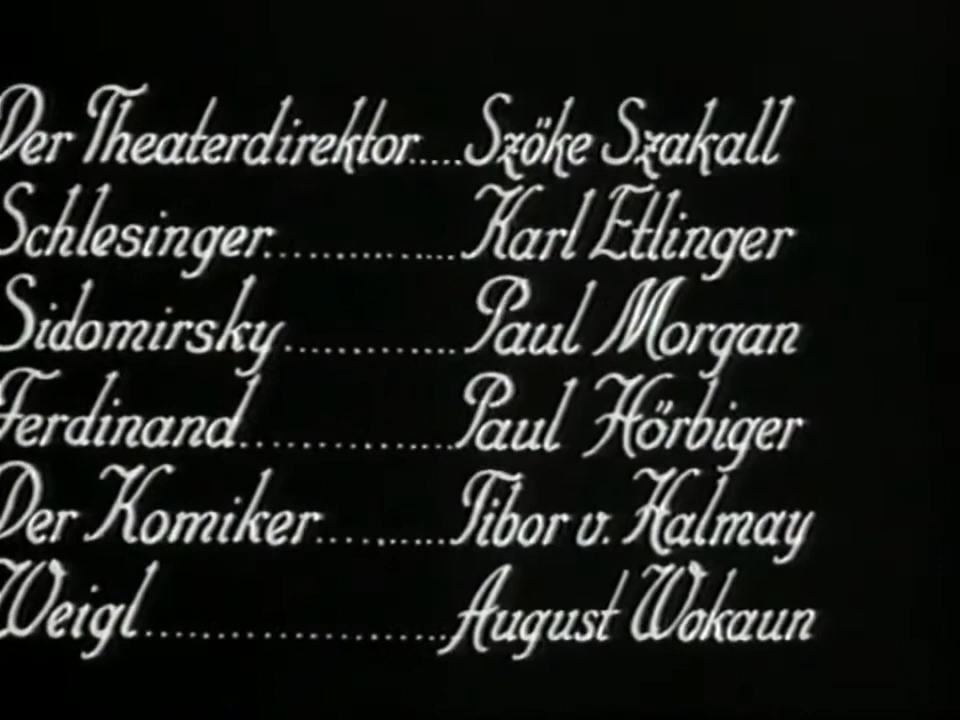 Der Theaterdirektor.....Szöke Szakall
Schlesinger..............Karl Etlinger
Sidomirsky.............Paul Morgan
Ferdinand...............Paul Hörbiger
Der Komiker..........Tibor v. Halmay
Weigl.....................August Wokaun